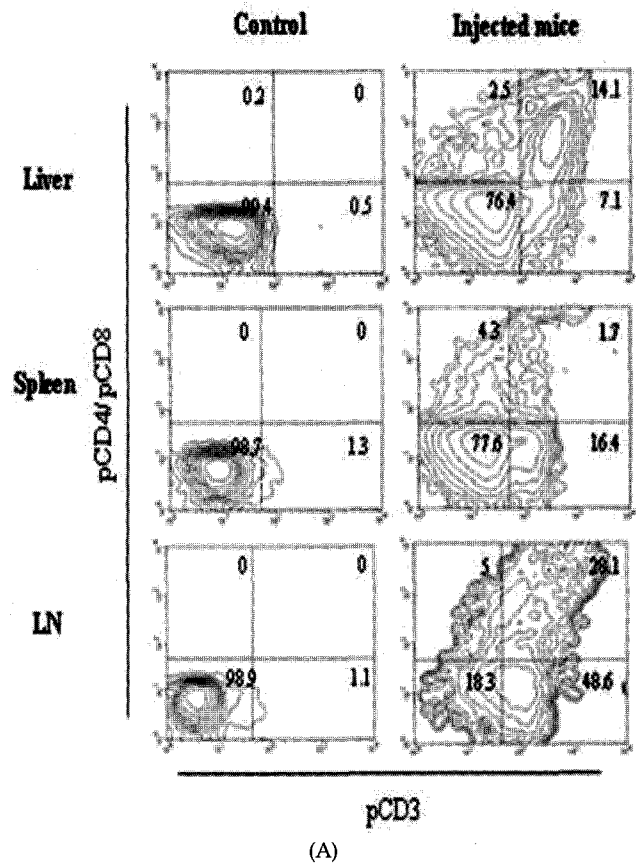 Control Injected mice
0.2 0 2.5 14.1
Liver
99.4 0.5 76.4 7.1
pCD4/pCD8
0 0 4.3 1.7
Spleen
98.7 1.3 77.6 16.4
0 0 5 28.1
LN
98.9 1.1 18.3 48.6
pCD3
(A)